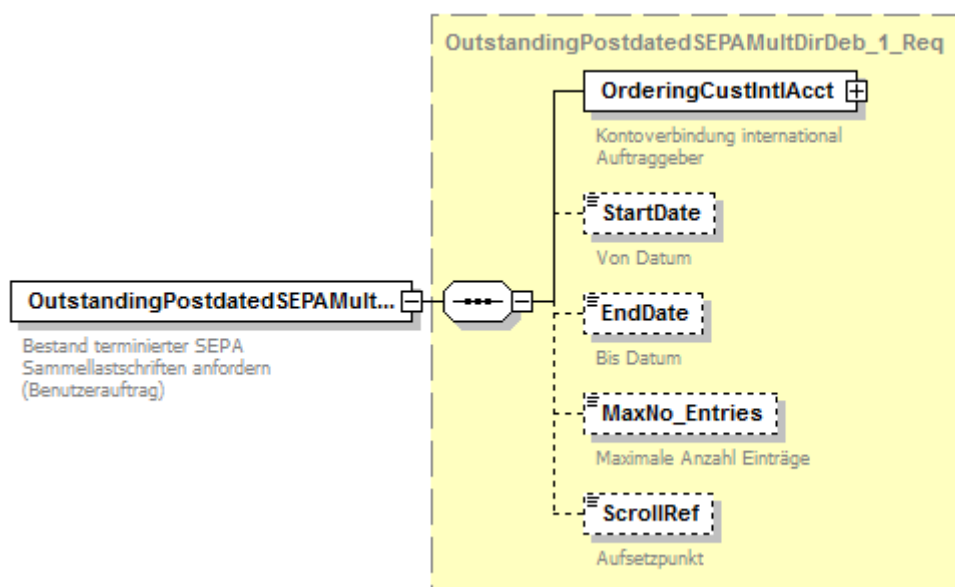 OutstandingPostdatedSEPAMultDirDeb_1_Req
OrderingCustIntlAcct
Kontoverbindung international
Auftraggeber
StartDate
Von Datum
OutstandingPostdatedSEPAMult...
Bestand terminierter SEPA
Sammellastschriften anfordern
(Benutzerauftrag)
EndDate
Bis Datum
MaxNo_Entries
Maximale Anzahl Einträge
ScrollRef
Aufsetzpunkt